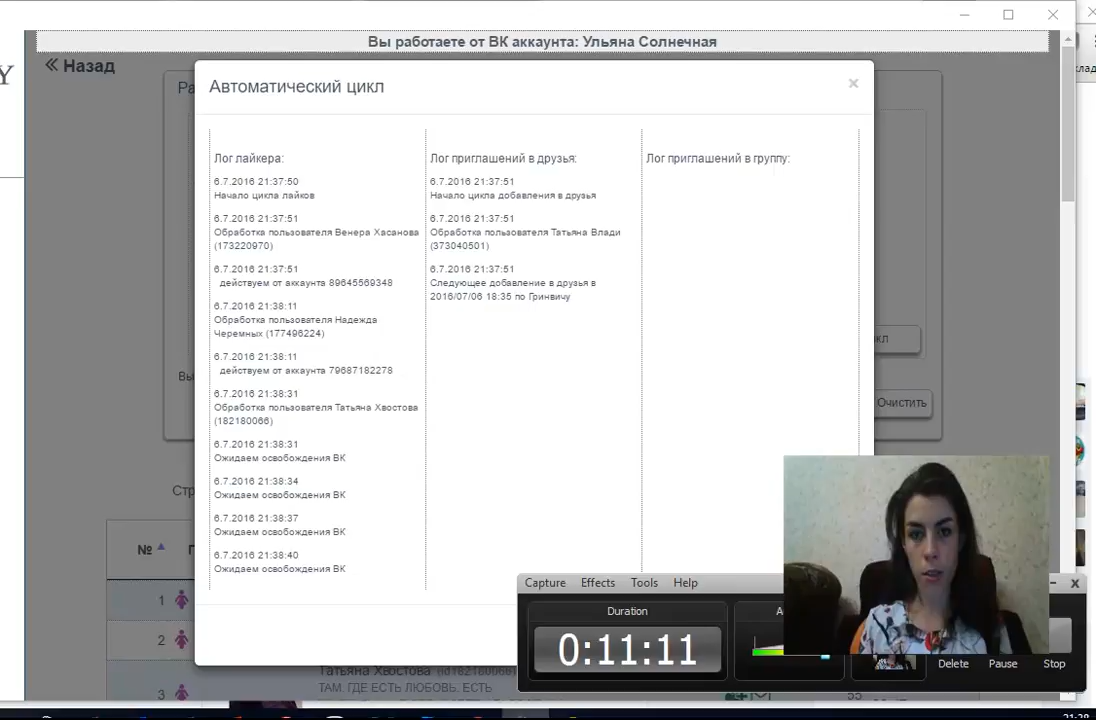 Вы работаете от ВК аккаунта: Ульяна Солнечная
Назад
Автоматический цикл
×
Лог лайкера:
6.7.2016 21:37:50
Начало цикла лайков
6.7.2016 21:37:51
Обработка пользователя Венера Хасанова
(173220970)
6.7.2016 21:37:51
действуем от аккаунта 89645569348
6.7.2016 21:38:11
Обработка пользователя Надежда
Черемных (177496224)
6.7.2016 21:38:11
действуем от аккаунта 79687182278
6.7.2016 21:38:31
Обработка пользователя Татьяна Хвостова
(182180066)
6.7.2016 21:38:31
Ожидаем освобождения ВК
6.7.2016 21:38:34
Ожидаем освобождения ВК
6.7.2016 21:38:37
Ожидаем освобождения ВК
6.7.2016 21:38:40
Ожидаем освобождения ВК
Лог приглашений в друзья:
6.7.2016 21:37:51
Начало цикла добавления в друзья
6.7.2016 21:37:51
Обработка пользователя Татьяна Влади
(373040501)
6.7.2016 21:37:51
Следующее добавление в друзья в
2016/07/06 18:35 по Гринвичу
Лог приглашений в группу:
Очистить
№
1
2
3
Татьяна Хвостова
ТАМ. ГДЕ ЕСТЬ ЛЮБОВЬ. ЕСТЬ
55
Capture Effects Tools Help
Duration
0:11:11
Delete Pause Stop